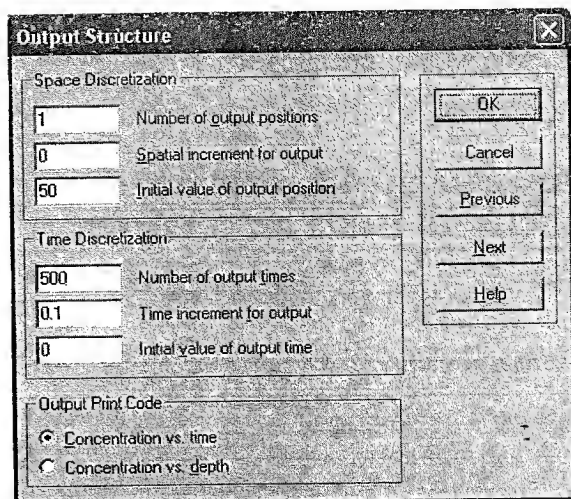 Output Structure
Space Discretization
1 Number of output positions
0 Spatial increment for output
50 Initial value of output position
Time Discretization
500 Number of output times
0.1 Time increment for output
0 Initial value of output time
Output Print Code
Concentration vs. time
Concentration vs. depth
OK
Cancel
Previous
Next
Help